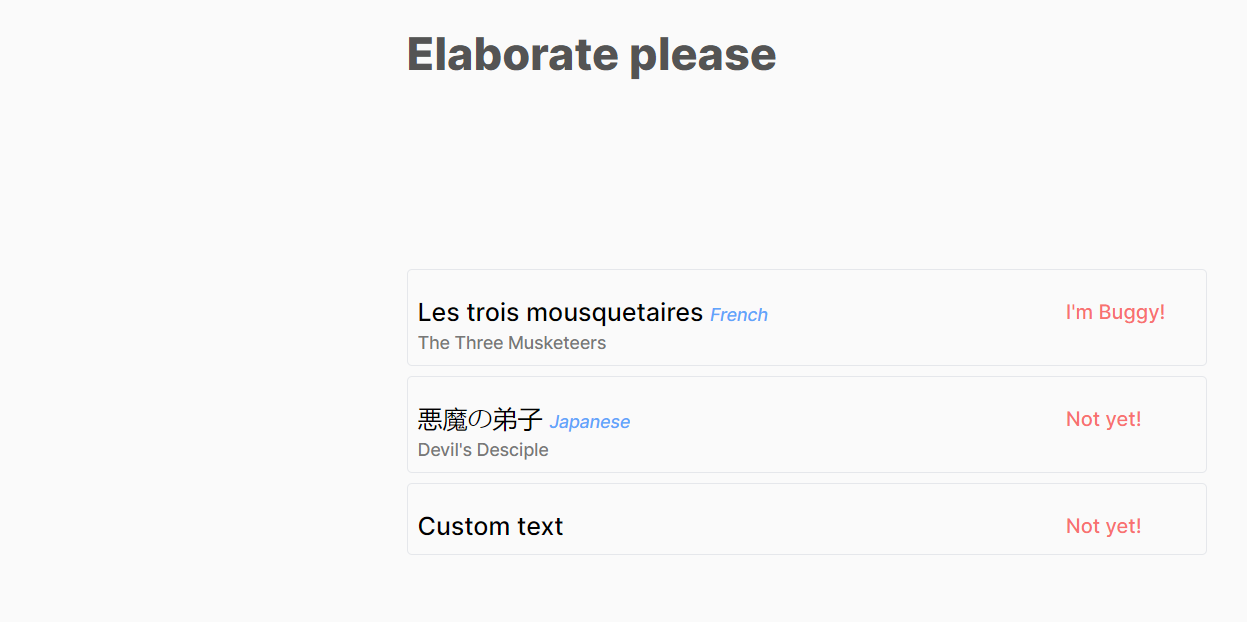 Elaborate please
Les trois mousquetaires French
I'm Buggy!
The Three Musketeers
悪魔の弟子 Japanese
Not yet!
Devil's Desciple
Custom text
Not yet!